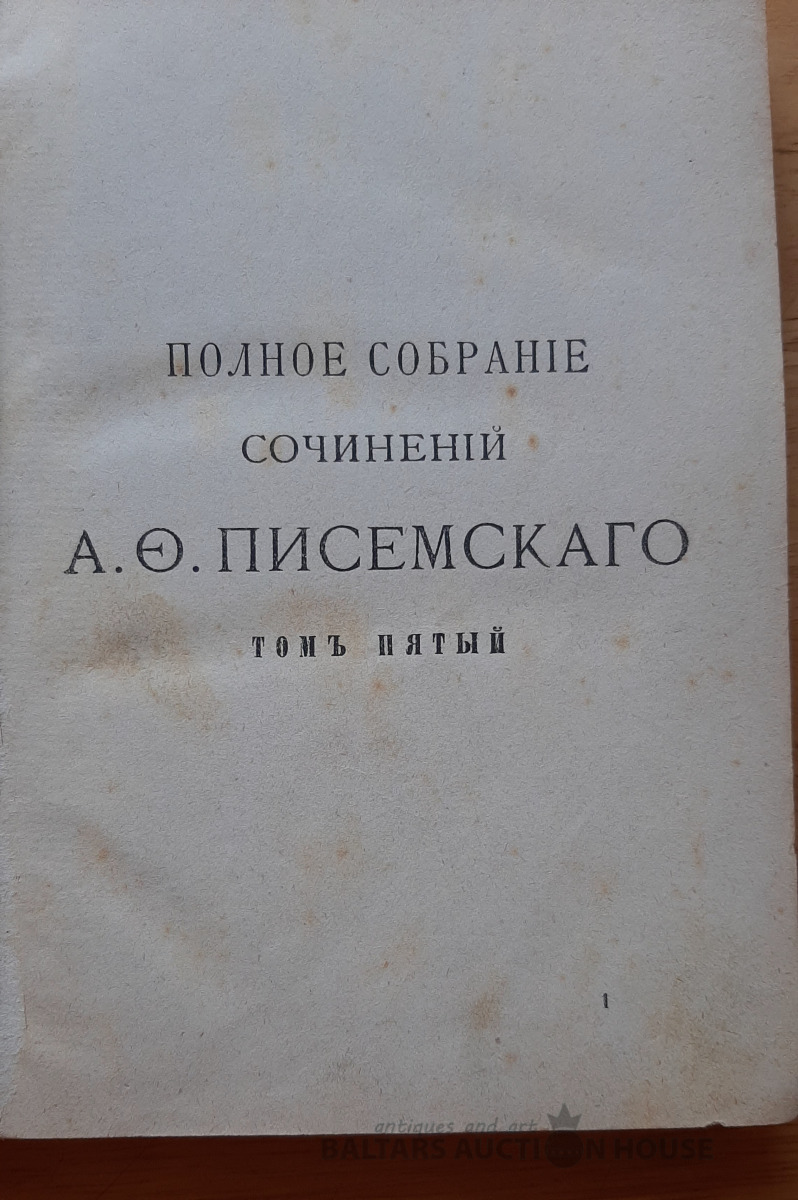 ПОЛНОЕ СОБРАНІЕ
СОЧИНЕНІЙ
А. Ѳ. ПИСЕМСКАГО
ТОМЪ ПЯТЫЙ
1
antiques and art
BALTARS AUCTION HOUSE